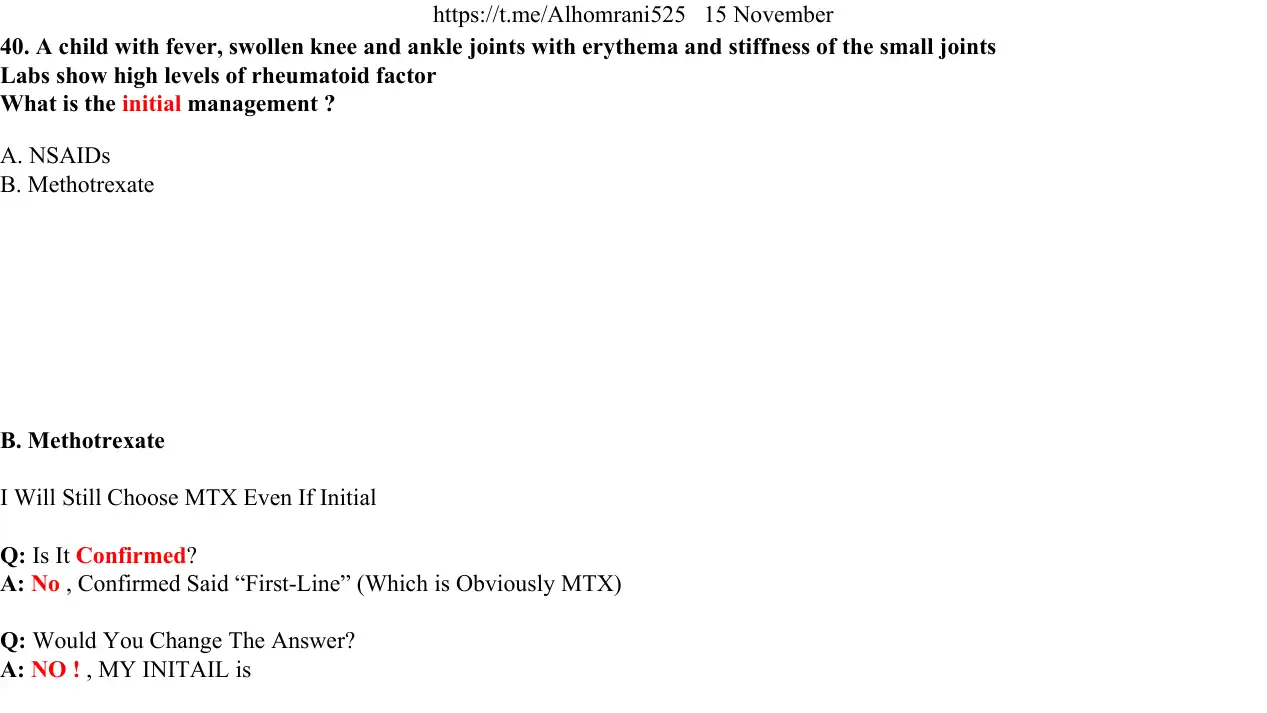 https://t.me/Alhomrani525 15 November
40. A child with fever, swollen knee and ankle joints with erythema and stiffness of the small joints
Labs show high levels of rheumatoid factor
What is the initial management ?
A. NSAIDs
B. Methotrexate
B. Methotrexate
I Will Still Choose MTX Even If Initial
Q: Is It Confirmed?
A: No , Confirmed Said “First-Line” (Which is Obviously MTX)
Q: Would You Change The Answer?
A: NO ! , MY INITAIL is